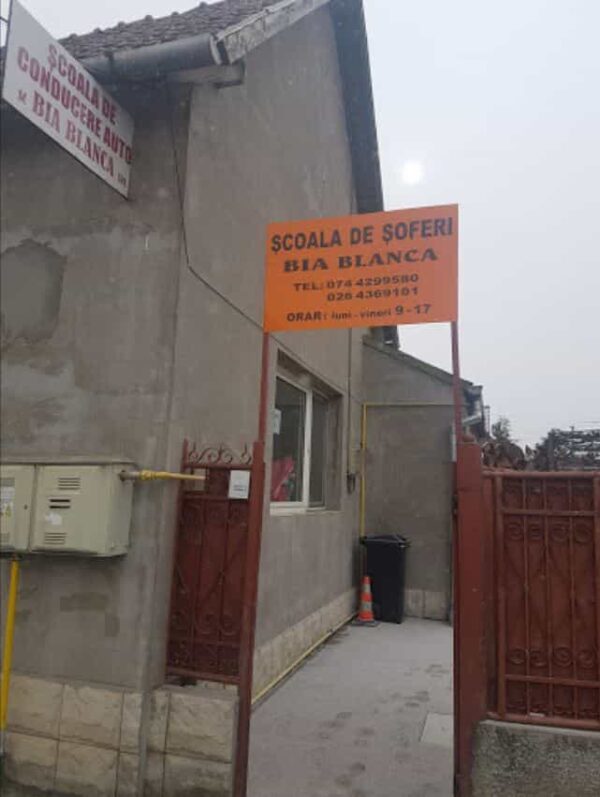 ȘCOALA DE
CONDUCERE AUTO
BIA BLANCA
ȘCOALA DE ȘOFERI
BIA BLANCA
TEL: 074 4299580
026 4369101
ORAR: luni - vineri 9 - 17